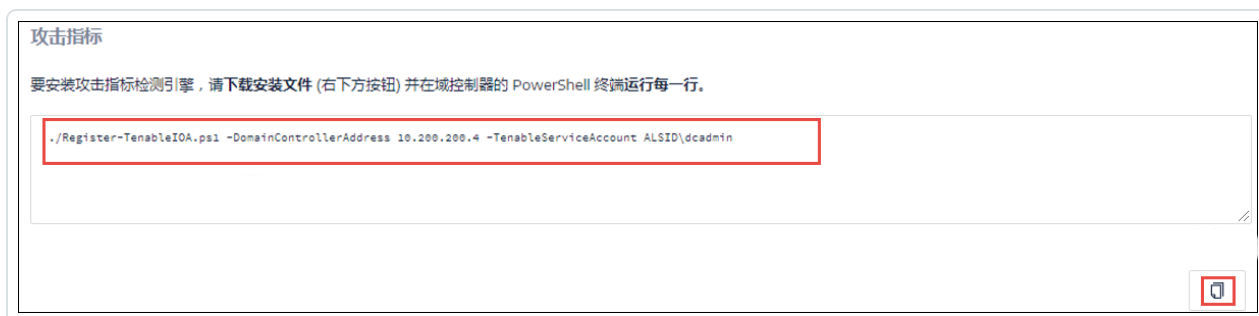 攻击指标
要安装攻击指标检测引擎，请下载安装文件 (右下方按钮) 并在域控制器的 PowerShell 终端运行每一行。
./Register-TenableIOA.ps1 -DomainControllerAddress 10.200.200.4 -TenableServiceAccount ALSID\dcadmin